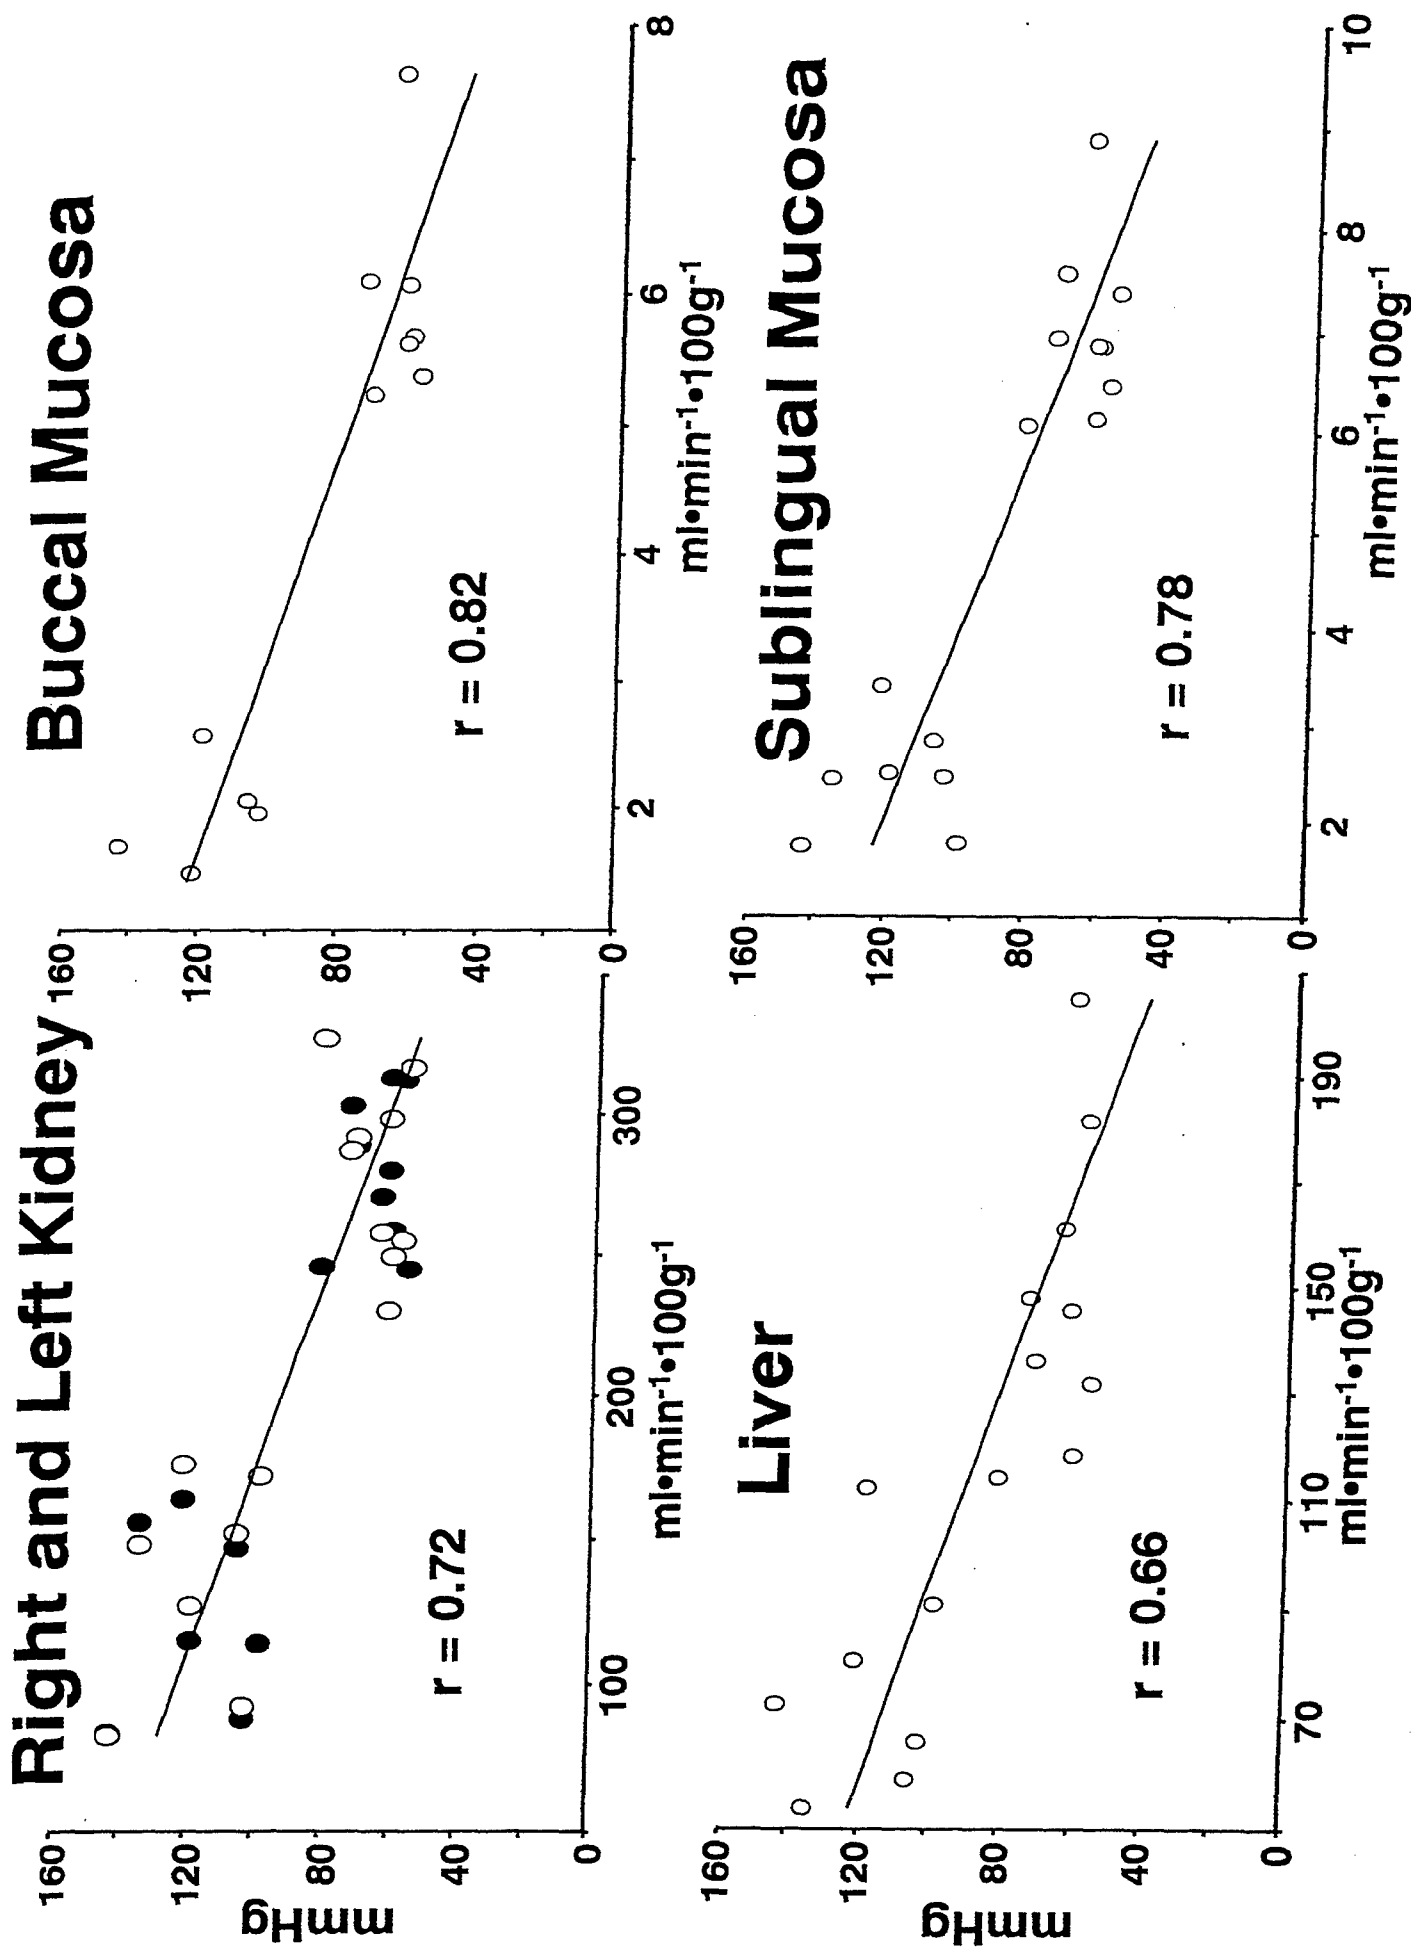 Right and Left Kidney
160
120
80
40
0
mmHg
r = 0.72
100
200
300
ml•min⁻¹•100g⁻¹
Buccal Mucosa
160
120
80
40
0
r = 0.82
2
4
6
8
ml•min⁻¹•100g⁻¹
Liver
160
120
80
40
0
mmHg
r = 0.66
70
110
150
190
ml•min⁻¹•100g⁻¹
Sublingual Mucosa
160
120
80
40
0
r = 0.78
2
4
6
8
10
ml•min⁻¹•100g⁻¹